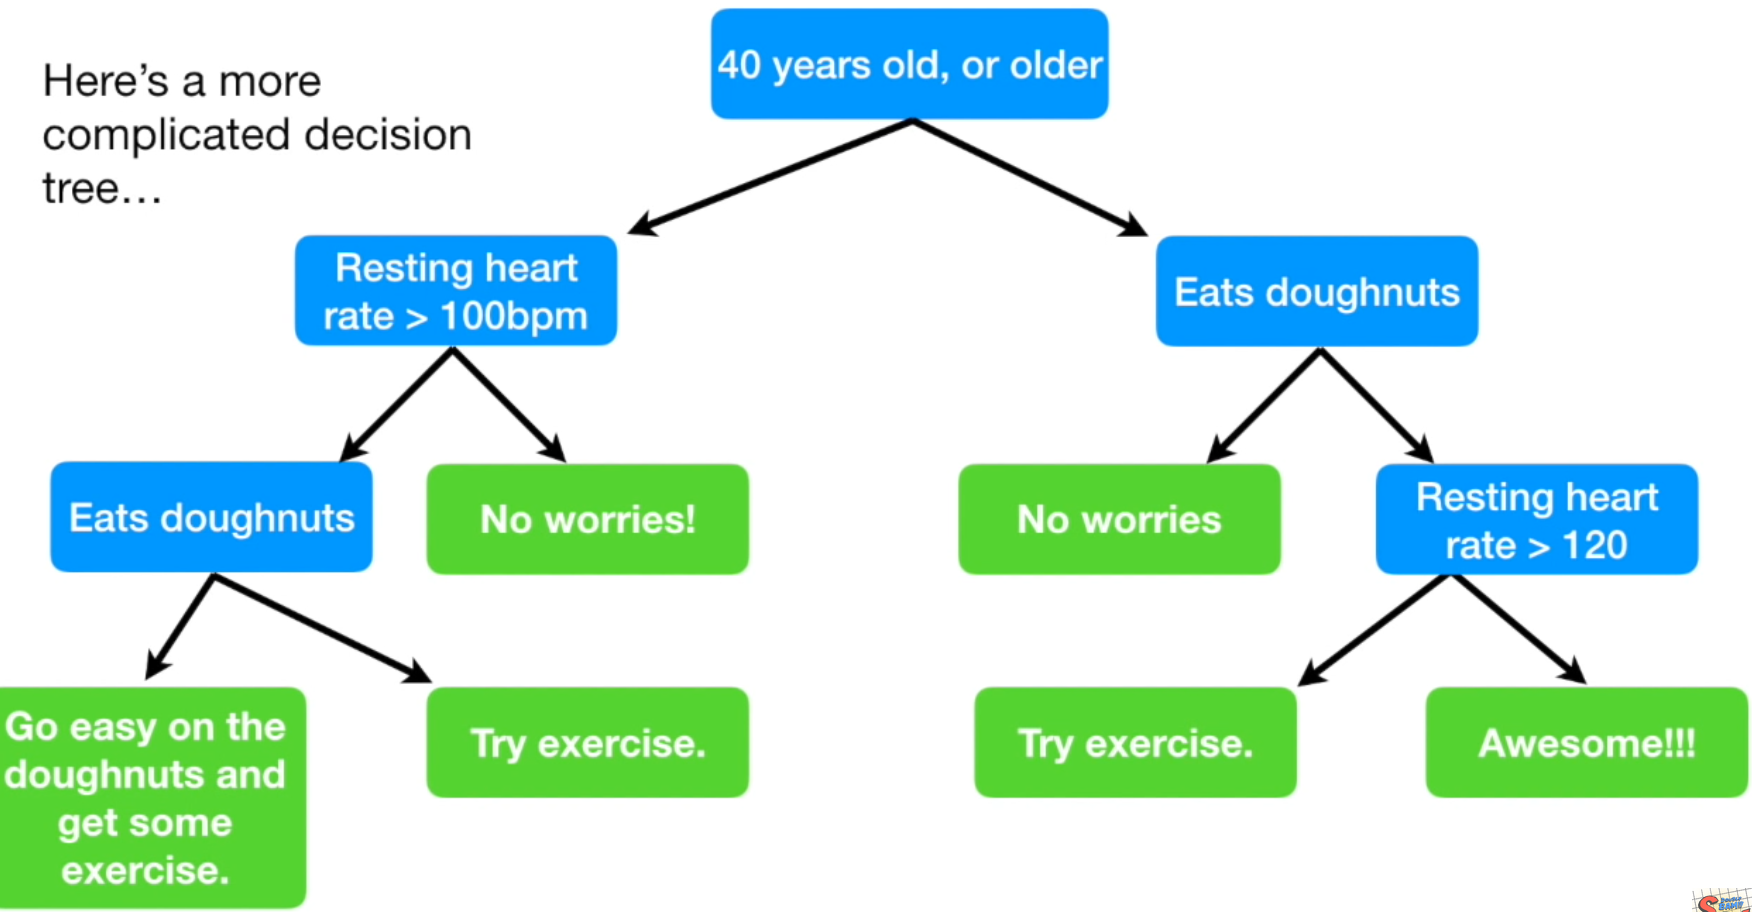 Here's a more
complicated decision
tree...
40 years old, or older
Resting heart
rate > 100bpm
Eats doughnuts
Eats doughnuts
No worries!
No worries
Resting heart
rate > 120
Go easy on the
doughnuts and
get some
exercise.
Try exercise.
Try exercise.
Awesome!!!